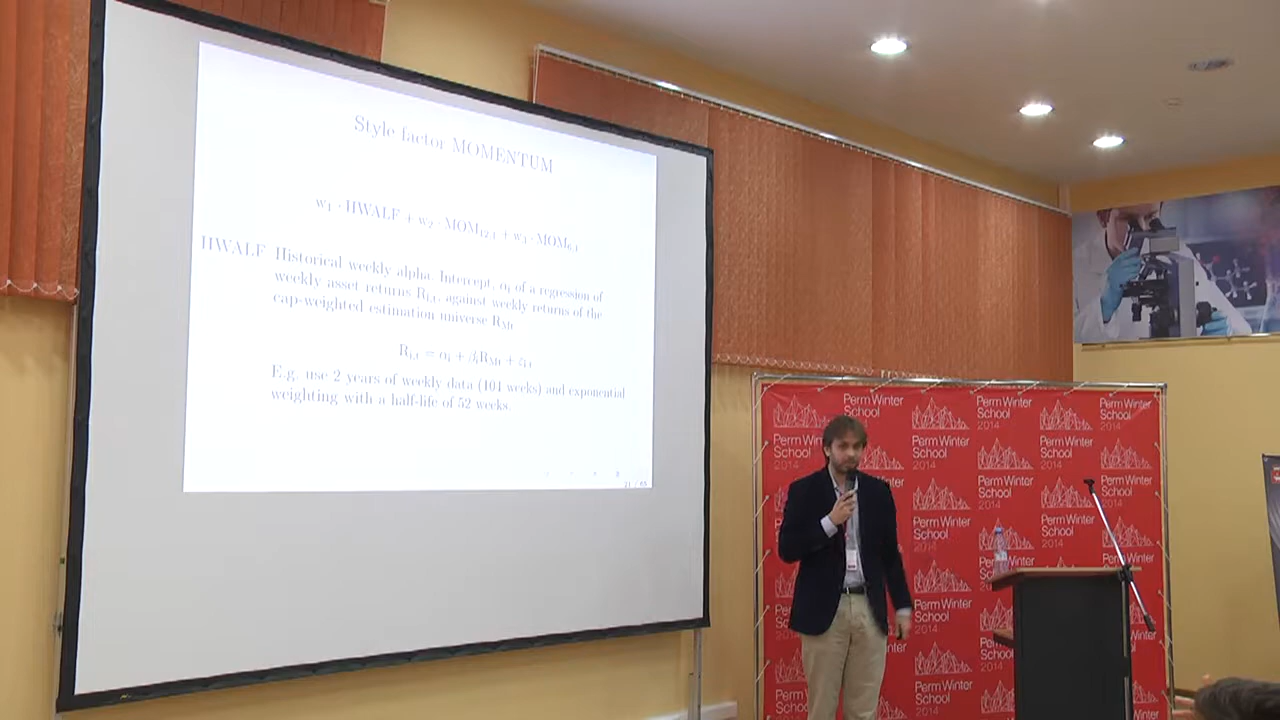 Style factor MOMENTUM
w₁ · HWALF + w₂ · MOM₁₂,₁ + w₃ · MOM₆,₁
HWALF Historical weekly alpha. Intercept, αᵢ of a regression of
weekly asset returns Rᵢ,ₜ against weekly returns of the
cap-weighted estimation universe R_Mt
Rᵢ,ₜ = αᵢ + βᵢR_Mt + εᵢ,ₜ
E.g. use 2 years of weekly data (104 weeks) and exponential
weighting with a half-life of 52 weeks.
Perm Winter
School
2014